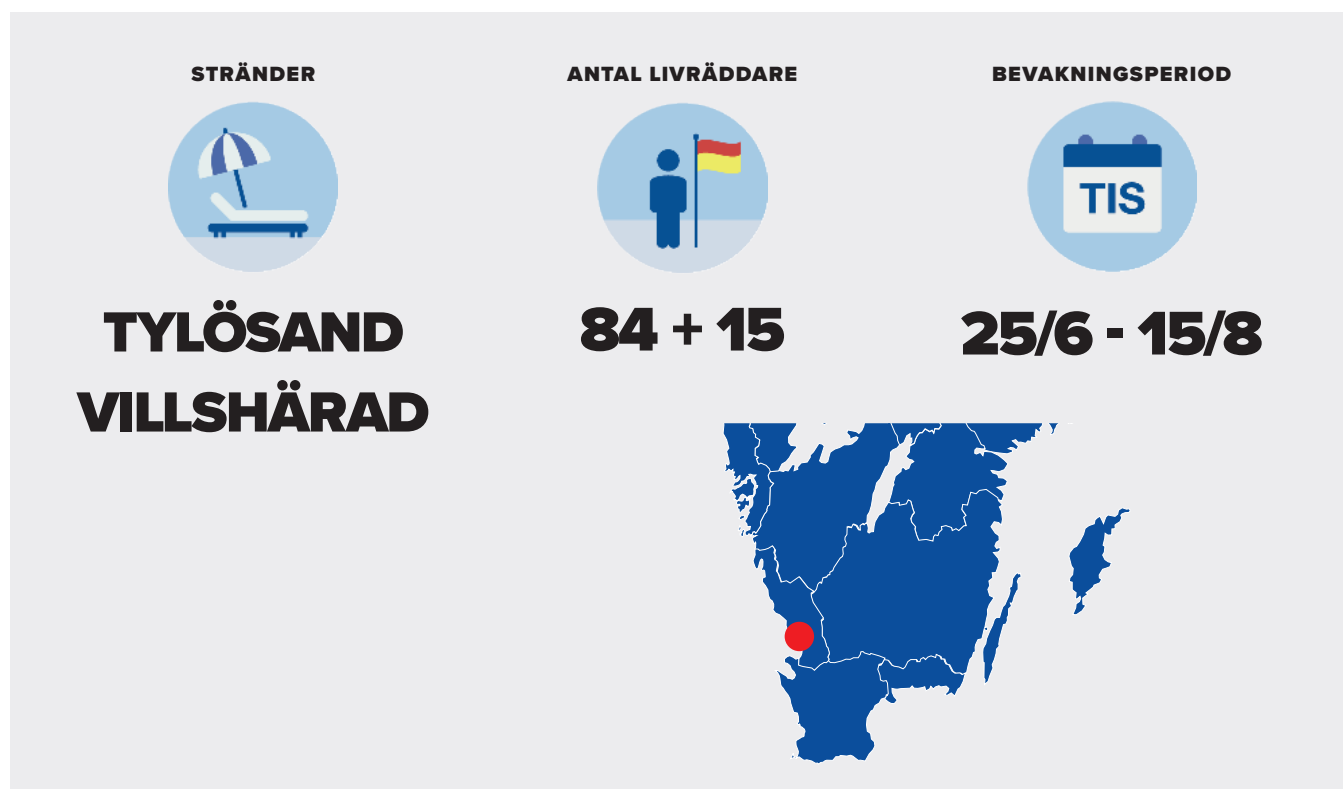 STRÄNDER
TYLÖSAND
VILLSHÄRAD
ANTAL LIVRÄDDARE
84 + 15
BEVAKNINGSPERIOD
TIS
25/6 - 15/8